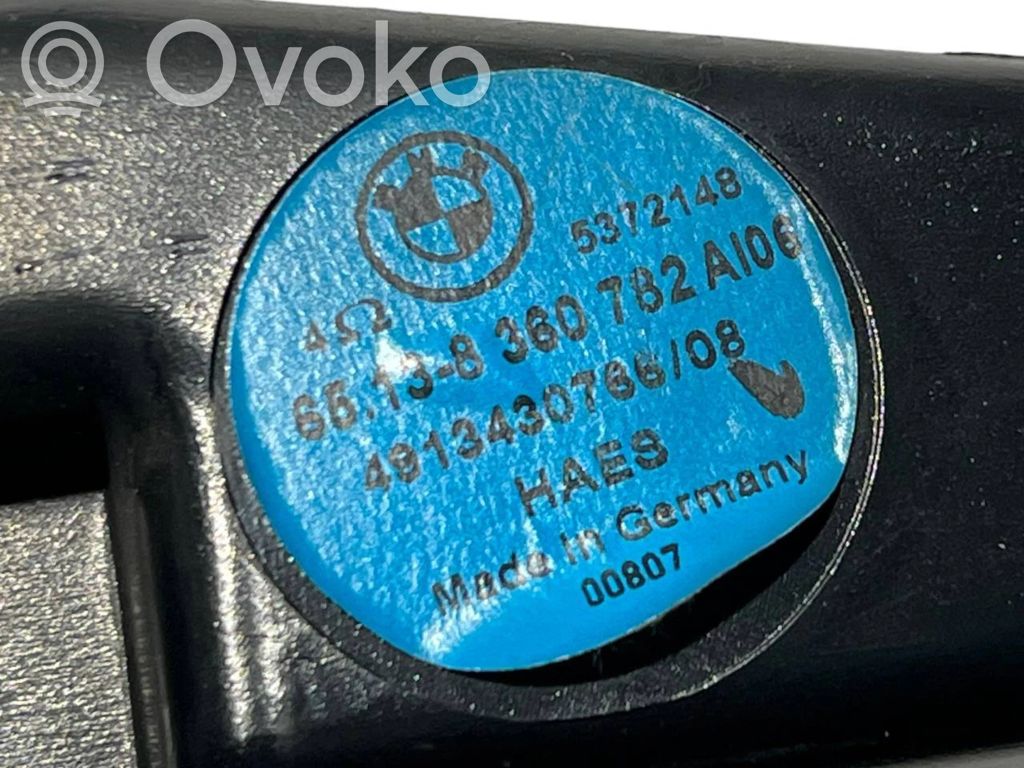 Ovoko
5372148
4Ω
65.13-8 360 782 AI06
4913430766/08
HAES
Made in Germany
00807